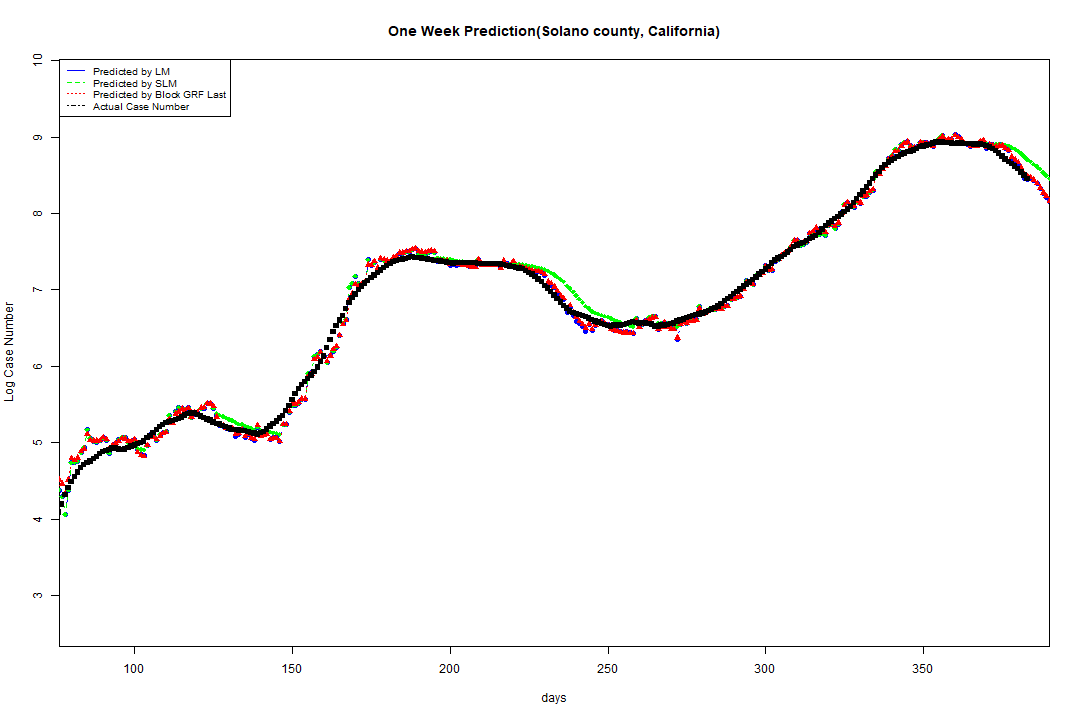 One Week Prediction(Solano county, California)
Predicted by LM
Predicted by SLM
Predicted by Block GRF Last
Actual Case Number
Log Case Number
10
9
8
7
6
5
4
3
100 150 200 250 300 350
days